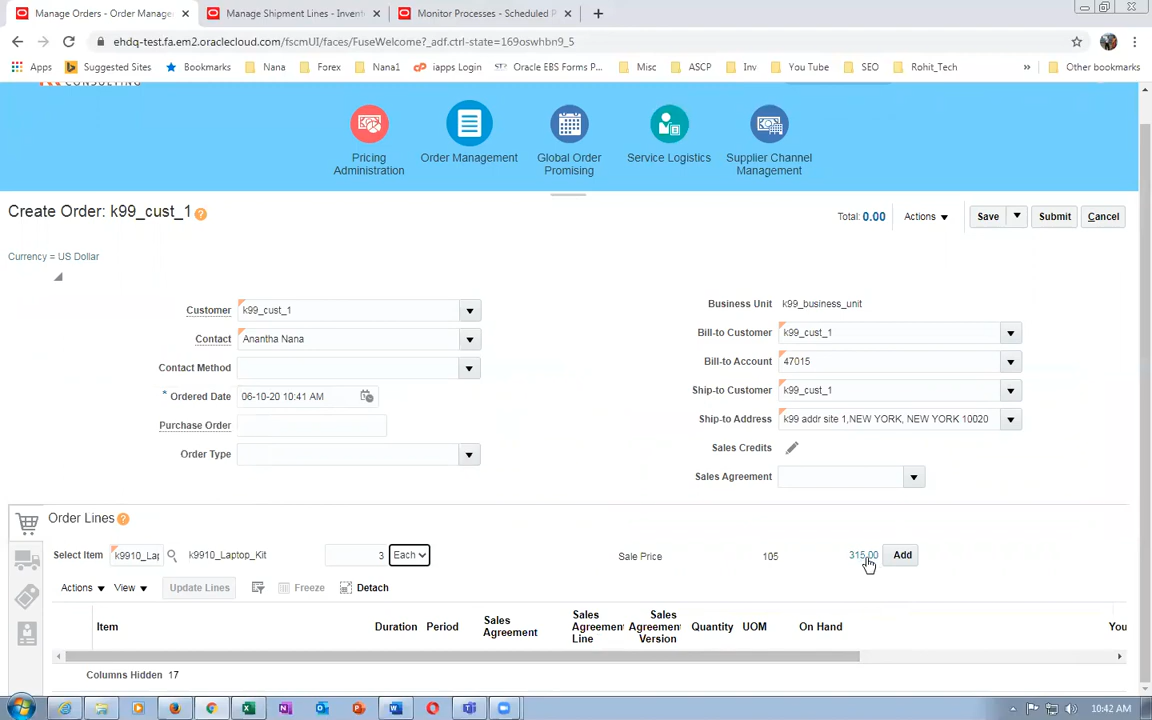 Manage Orders - Order Manage
Manage Shipment Lines - Invent
Monitor Processes - Scheduled P
ehdq-test.fa.em2.oraclecloud.com/fscmUI/faces/FuseWelcome?_adf.ctrl-state=169oswhbn9_5
Apps
Suggested Sites
Bookmarks
Nana
Forex
Nana1
iapps Login
Oracle EBS Forms P...
Misc
ASCP
Inv
You Tube
SEO
Rohit_Tech
»
Other bookmarks
CONSULTING
Pricing Administration
Order Management
Global Order Promising
Service Logistics
Supplier Channel Management
Create Order: k99_cust_1
Total: 0.00
Actions
Save
Submit
Cancel
Currency = US Dollar
Customer k99_cust_1
Contact Anantha Nana
Contact Method
* Ordered Date 06-10-20 10:41 AM
Purchase Order
Order Type
Business Unit k99_business_unit
Bill-to Customer k99_cust_1
Bill-to Account 47015
Ship-to Customer k99_cust_1
Ship-to Address k99 addr site 1,NEW YORK, NEW YORK 10020
Sales Credits
Sales Agreement
Order Lines
Select Item k9910_Lap k9910_Laptop_Kit 3 Each Sale Price 105 315.00 Add
Actions View Update Lines Freeze Detach
Item Duration Period Sales Agreement Sales Agreement Line Sales Agreement Version Quantity UOM On Hand You
Columns Hidden 17
10:42 AM